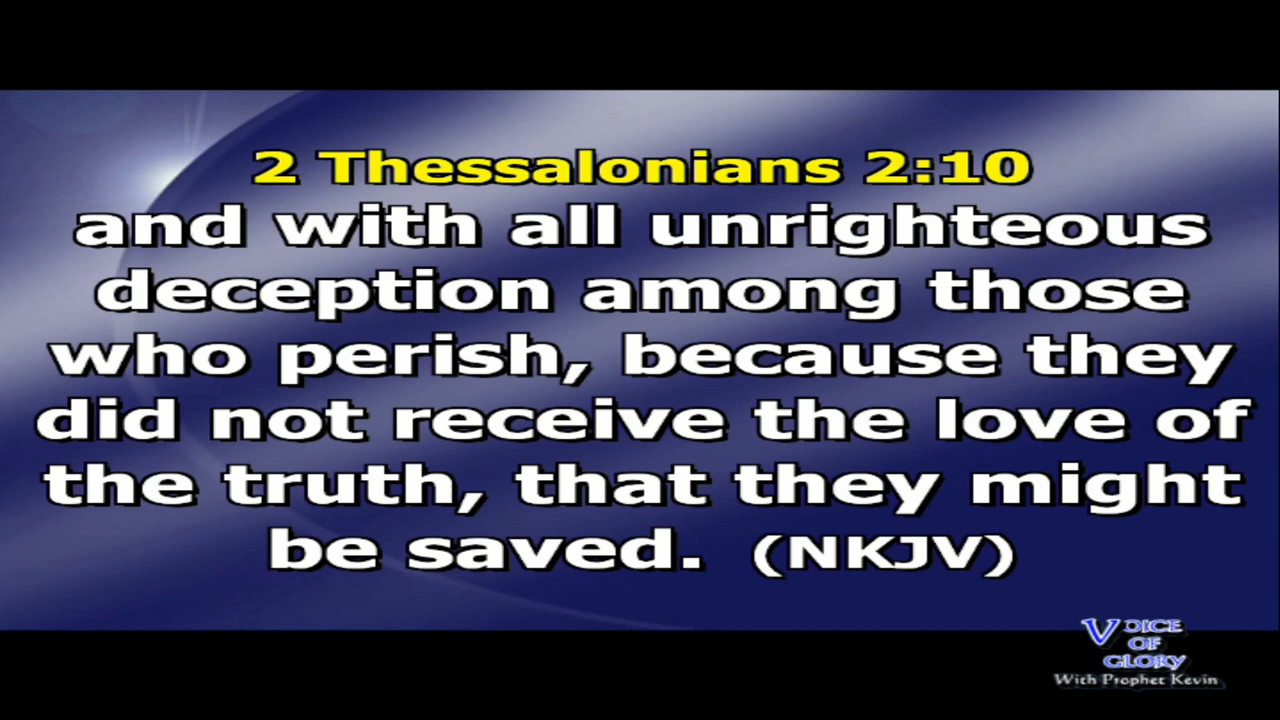 2 Thessalonians 2:10
and with all unrighteous
deception among those
who perish, because they
did not receive the love of
the truth, that they might
be saved. (NKJV)
VOICE
OF
GLORY
With Prophet Kevin